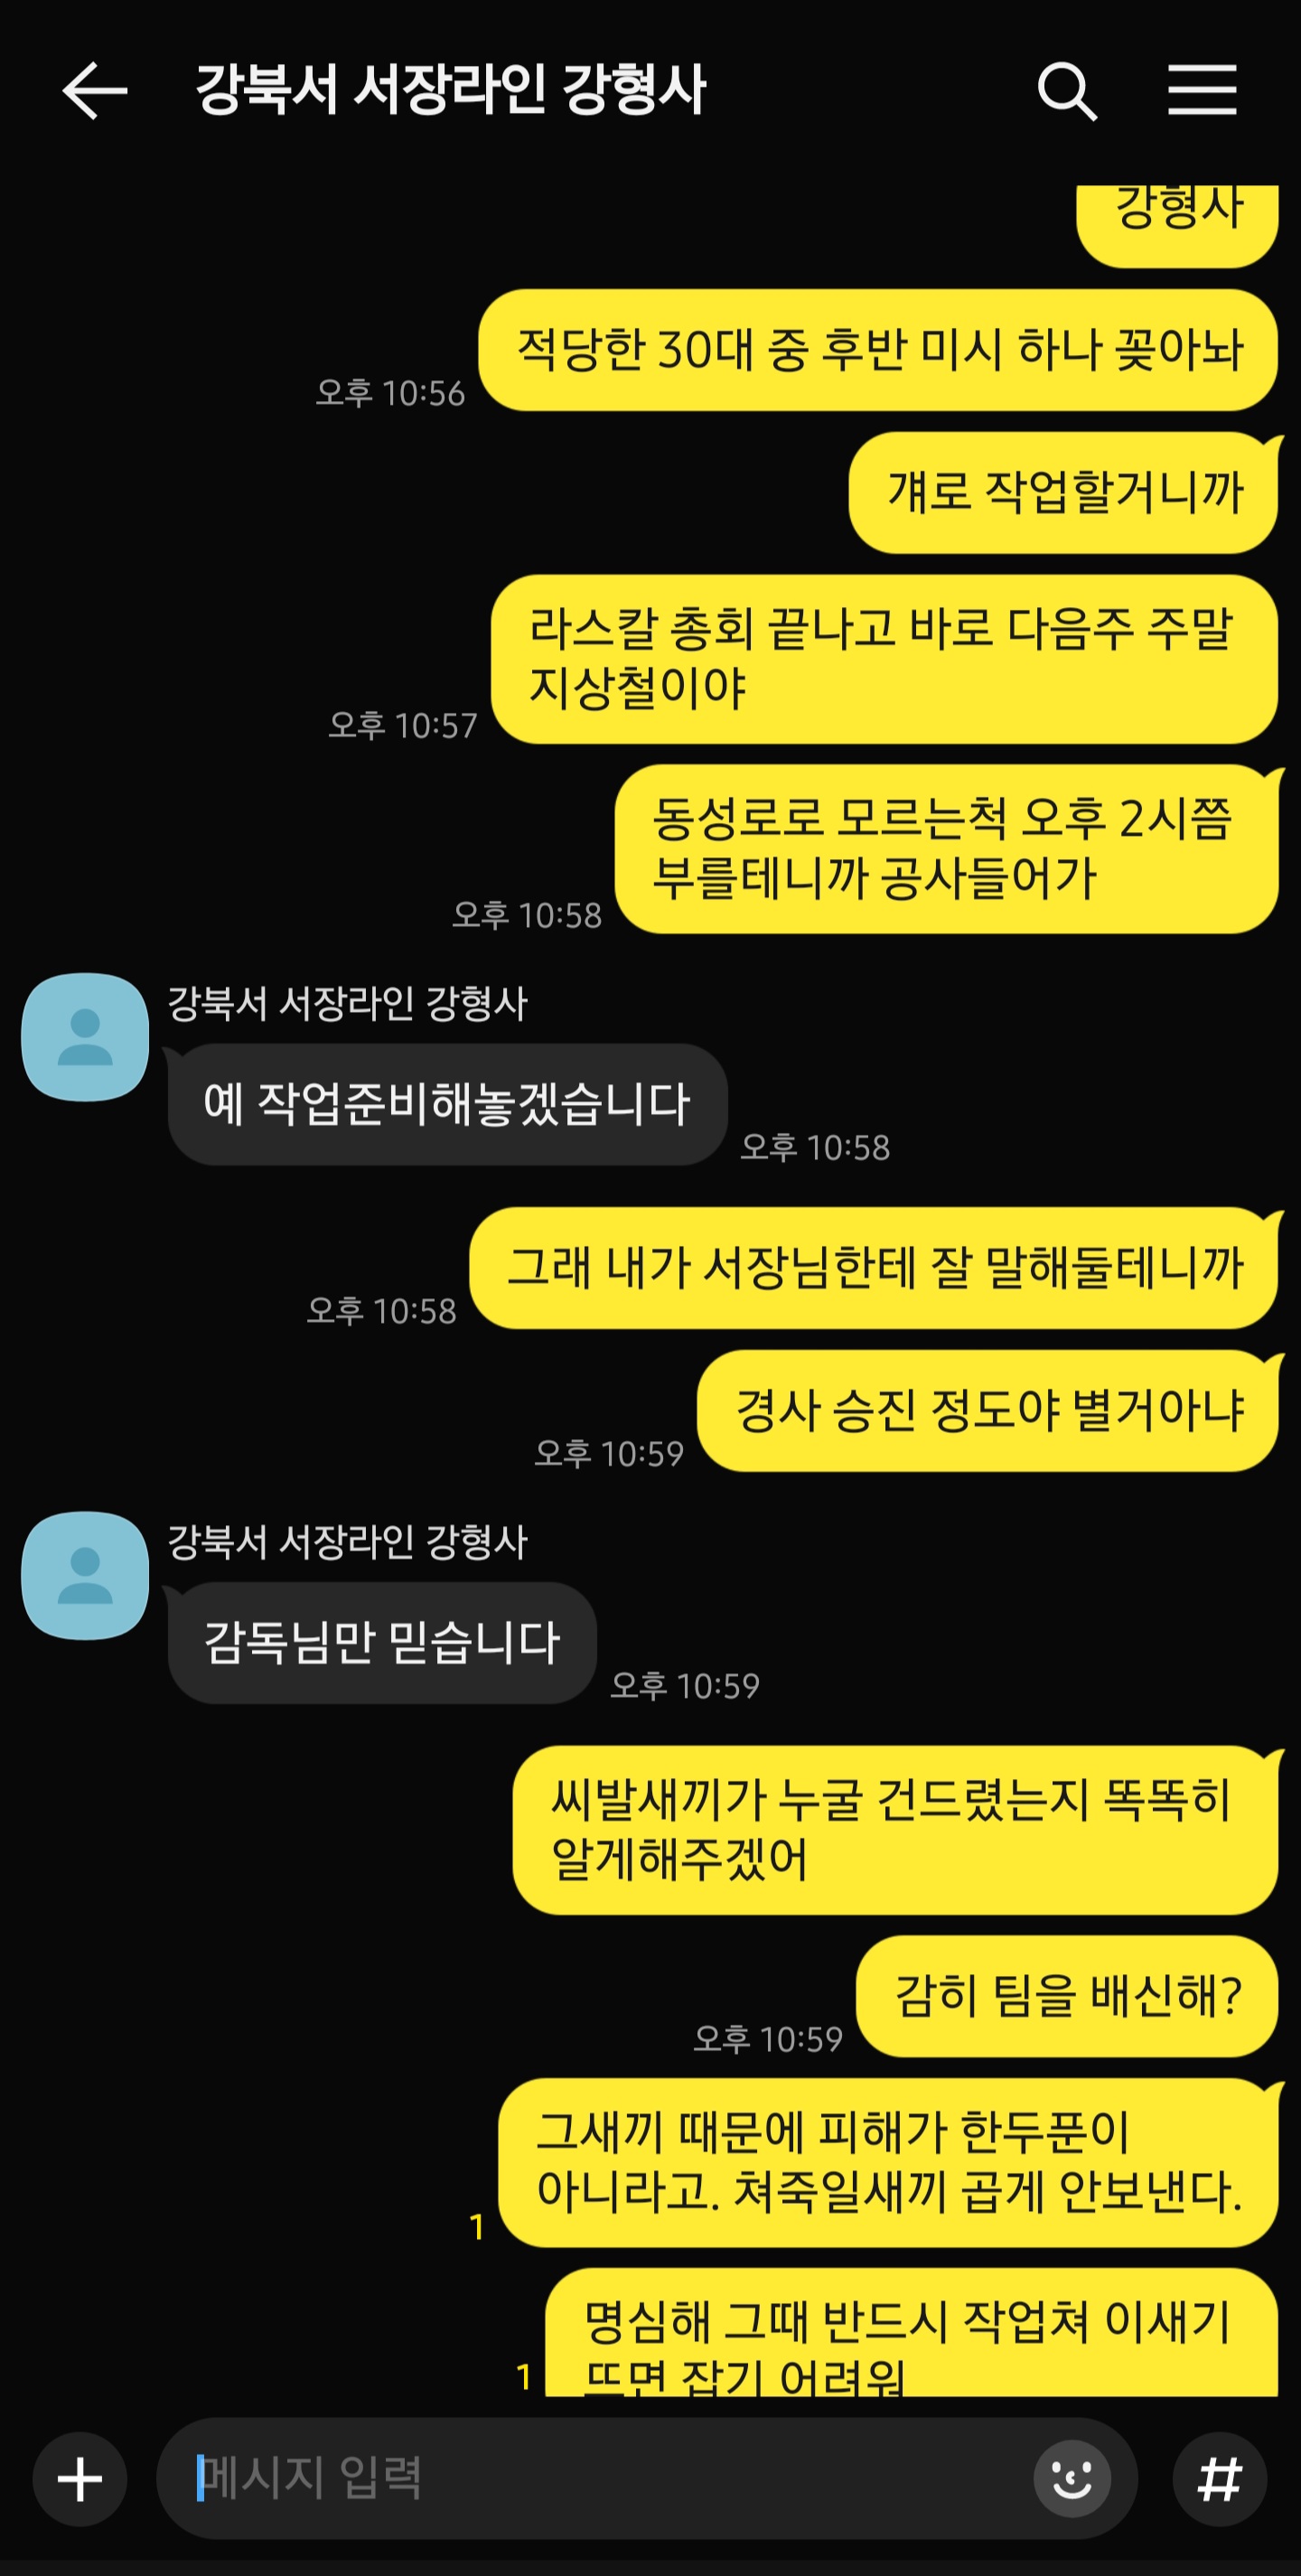 강북서 서장라인 강형사
강형사
적당한 30대 중 후반 미시 하나 꽂아놔
오후 10:56
걔로 작업할거니까
라스칼 총회 끝나고 바로 다음주 주말
지상철이야
오후 10:57
동성로로 모르는척 오후 2시쯤
부를테니까 공사들어가
오후 10:58
강북서 서장라인 강형사
예 작업준비해놓겠습니다
오후 10:58
그래 내가 서장님한테 잘 말해둘테니까
오후 10:58
경사 승진 정도야 별거아냐
오후 10:59
강북서 서장라인 강형사
감독님만 믿습니다
오후 10:59
씨발새끼가 누굴 건드렸는지 똑똑히
알게해주겠어
감히 팀을 배신해?
오후 10:59
그새끼 때문에 피해가 한두푼이
아니라고. 쳐죽일새끼 곱게 안보낸다.
1
명심해 그때 반드시 작업쳐 이새기
뜨면 잡기 어려워
1
메시지 입력